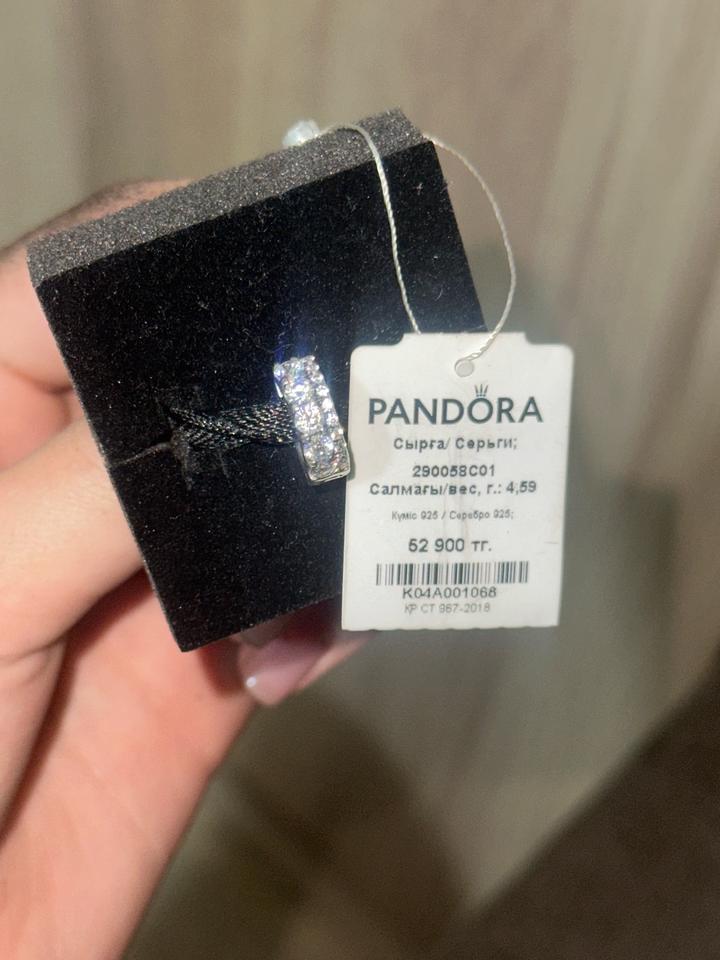 PANDÖRA
Сырға/ Серьги;
290058C01
Салмағы/вес, г.: 4,59
Күміс 925 / Серебро 925;
52 900 тг.
K04A001068
ҚР СТ 967-2018